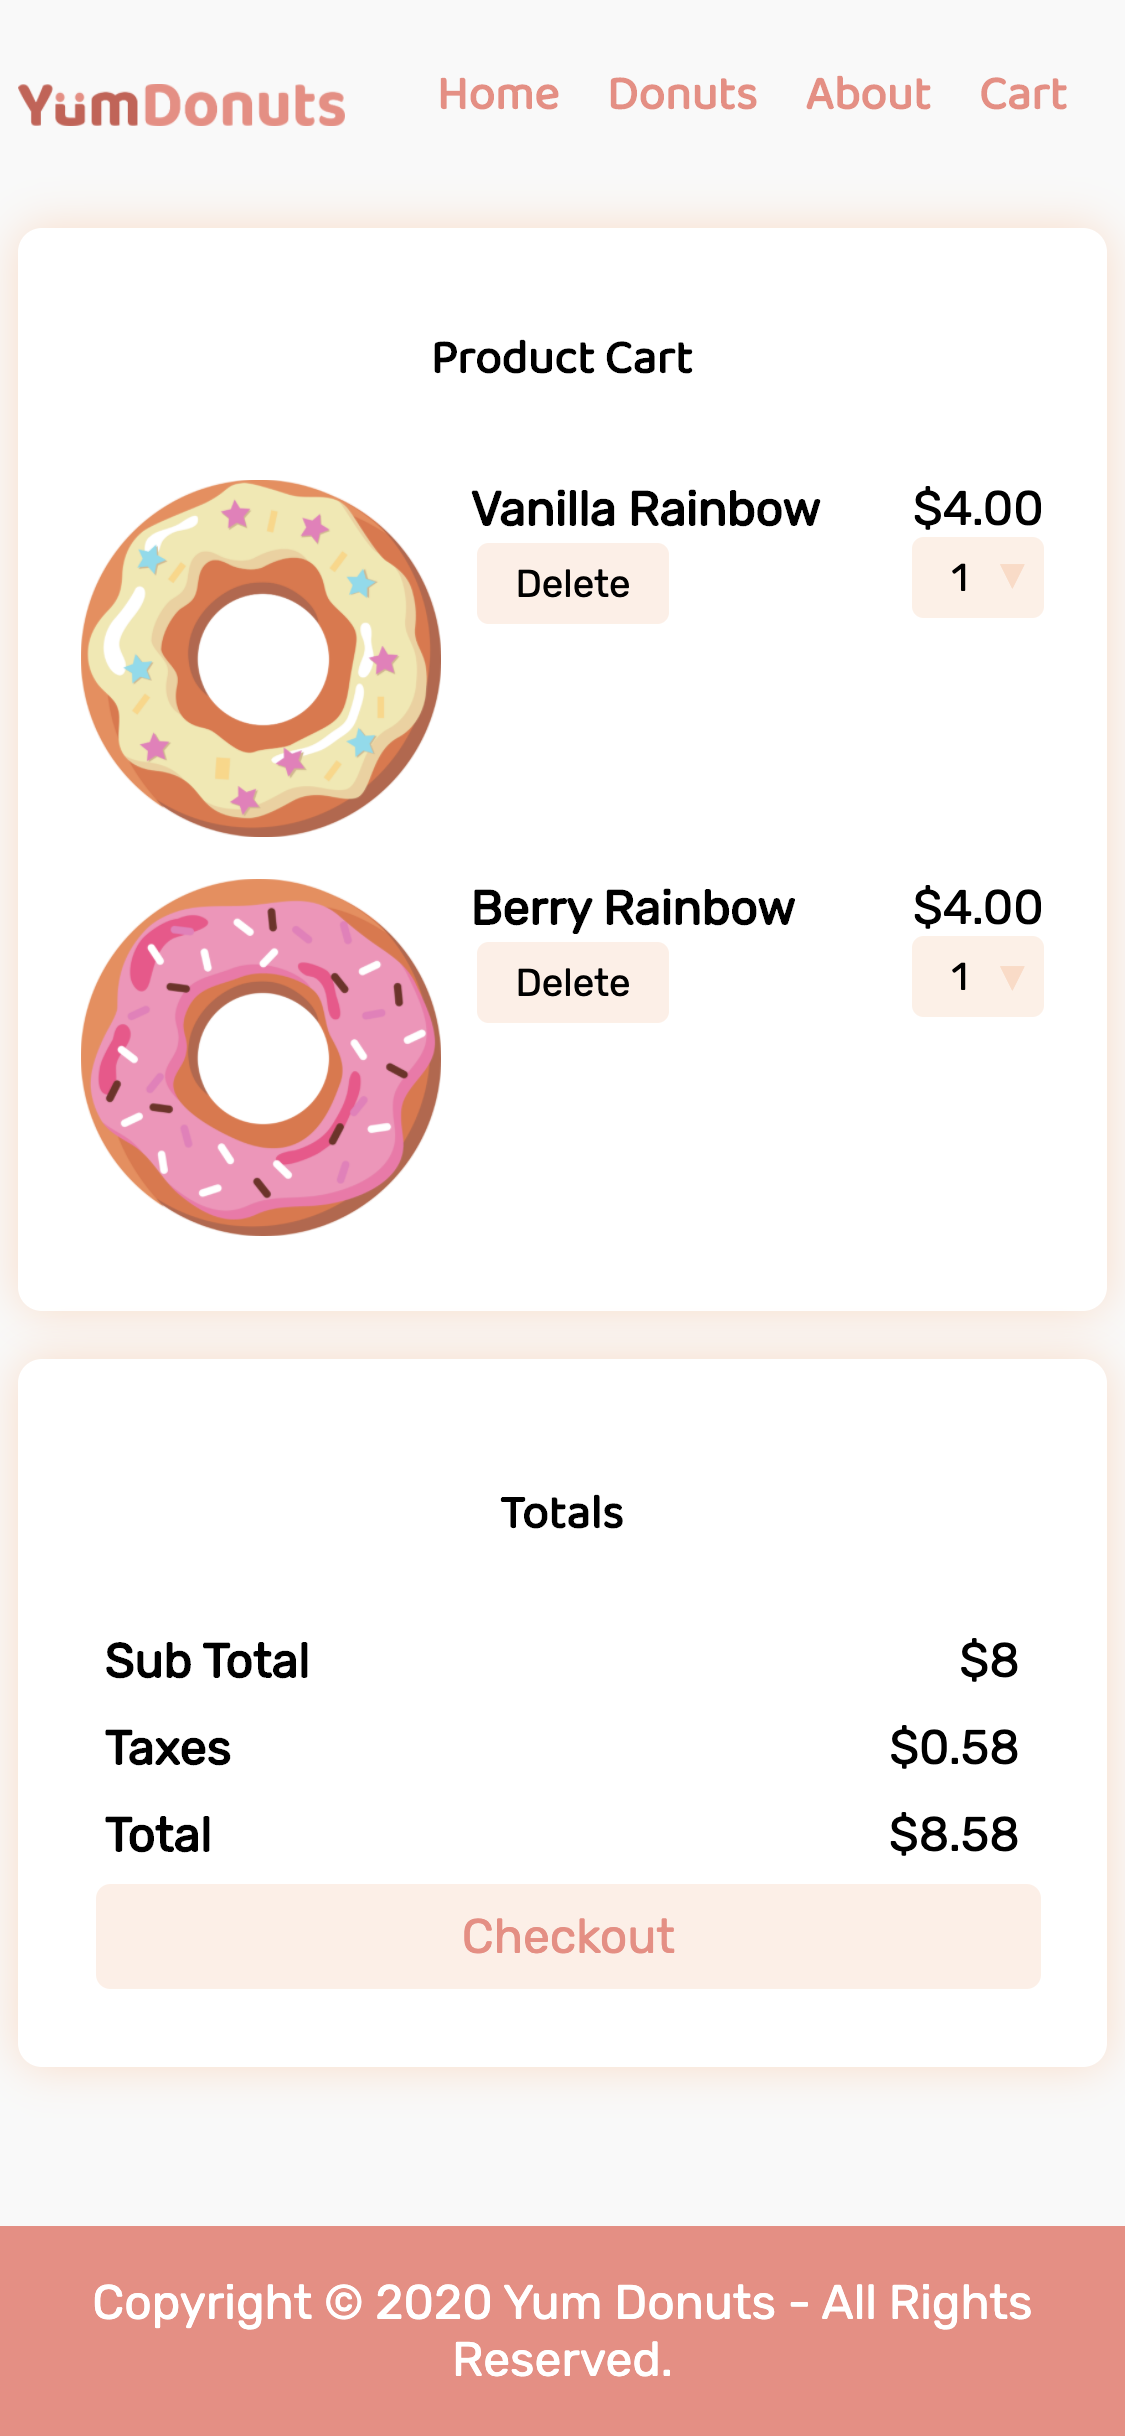 YümDonuts Home Donuts About Cart
Product Cart
Vanilla Rainbow $4.00
Delete 1
Berry Rainbow $4.00
Delete 1
Totals
Sub Total $8
Taxes $0.58
Total $8.58
Checkout
Copyright © 2020 Yum Donuts - All Rights
Reserved.